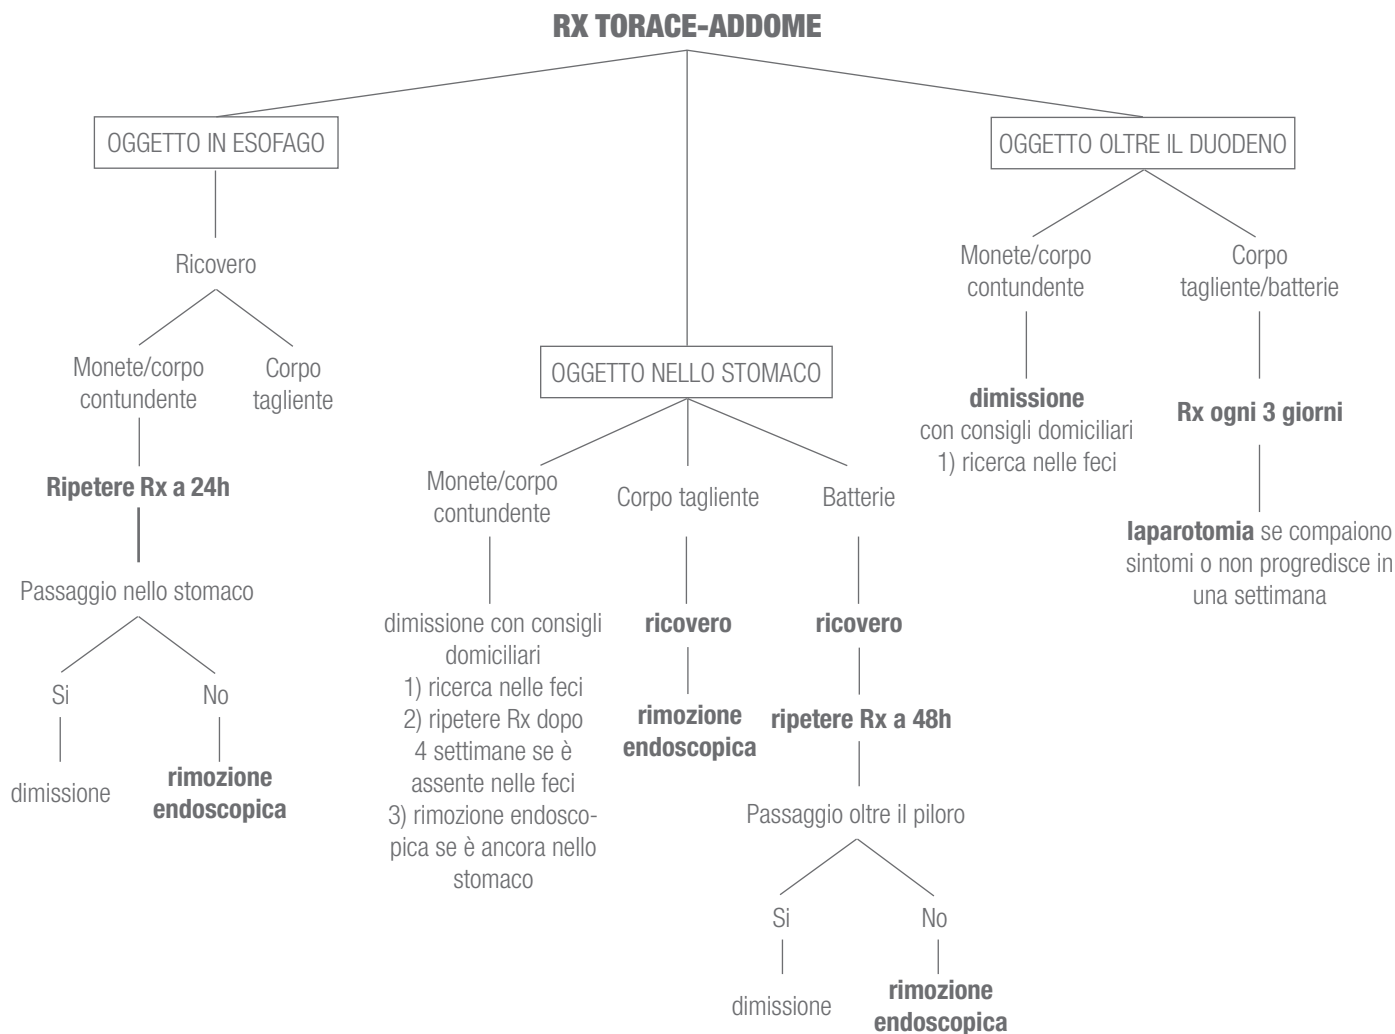 RX TORACE-ADDOME
OGGETTO IN ESOFAGO
Ricovero
Monete/corpo
contundente
Corpo
tagliente
Ripetere Rx a 24h
Passaggio nello stomaco
Si
No
dimissione
rimozione
endoscopica
OGGETTO NELLO STOMACO
Monete/corpo
contundente
dimissione con consigli
domiciliari
1) ricerca nelle feci
2) ripetere Rx dopo
4 settimane se è
assente nelle feci
3) rimozione endosco-
pica se è ancora nello
stomaco
Corpo tagliente
ricovero
rimozione
endoscopica
Batterie
ricovero
ripetere Rx a 48h
Passaggio oltre il piloro
Si
No
dimissione
rimozione
endoscopica
OGGETTO OLTRE IL DUODENO
Monete/corpo
contundente
dimissione
con consigli domiciliari
1) ricerca nelle feci
Corpo
tagliente/batterie
Rx ogni 3 giorni
laparotomia se compaiono
sintomi o non progredisce in
una settimana